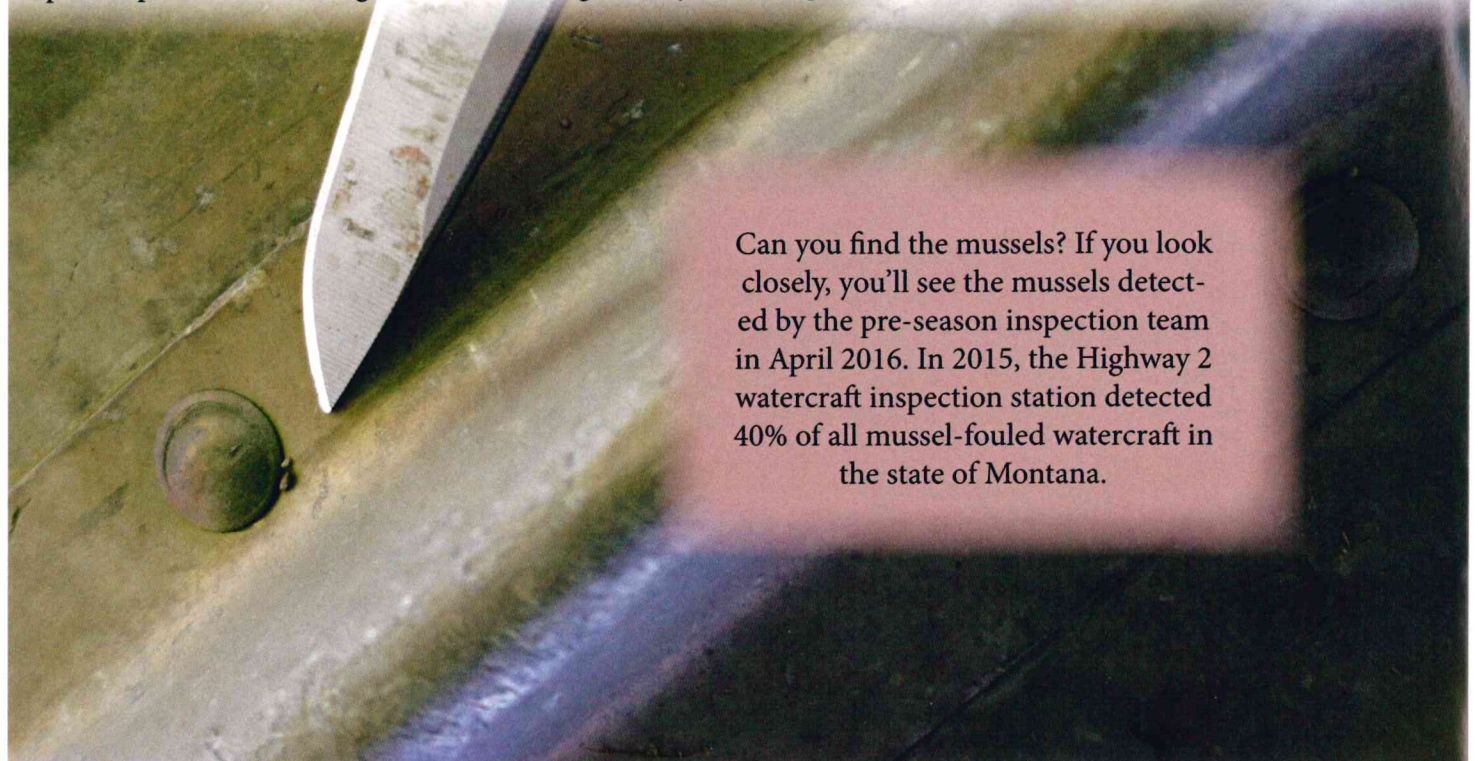 Can you find the mussels? If you look
closely, you'll see the mussels detect-
ed by the pre-season inspection team
in April 2016. In 2015, the Highway 2
watercraft inspection station detected
40% of all mussel-fouled watercraft in
the state of Montana.